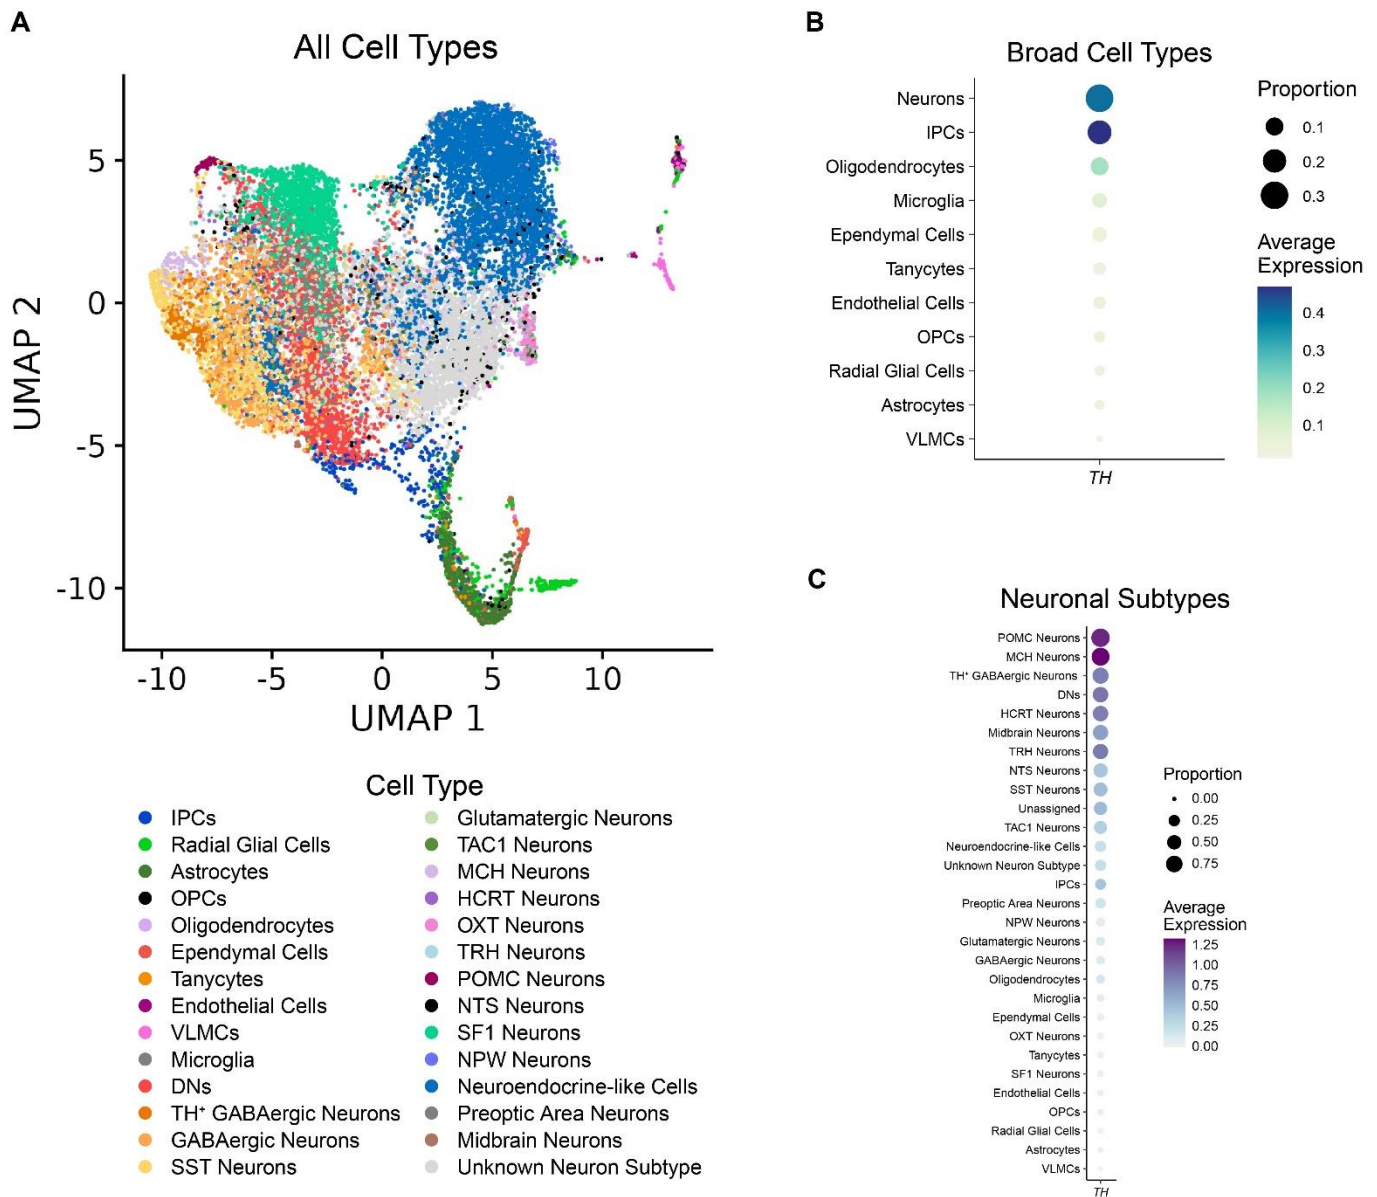 A
All Cell Types
5
0
-5
-10
UMAP 2
-10 -5 0 5 10
UMAP 1
Cell Type
IPCs
Radial Glial Cells
Astrocytes
OPCs
Oligodendrocytes
Ependymal Cells
Tanycytes
Endothelial Cells
VLMCs
Microglia
DNs
TH⁺ GABAergic Neurons
GABAergic Neurons
SST Neurons
Glutamatergic Neurons
TAC1 Neurons
MCH Neurons
HCRT Neurons
OXT Neurons
TRH Neurons
POMC Neurons
NTS Neurons
SF1 Neurons
NPW Neurons
Neuroendocrine-like Cells
Preoptic Area Neurons
Midbrain Neurons
Unknown Neuron Subtype
B
Broad Cell Types
Neurons
IPCs
Oligodendrocytes
Microglia
Ependymal Cells
Tanycytes
Endothelial Cells
OPCs
Radial Glial Cells
Astrocytes
VLMCs
TH
Proportion
0.1
0.2
0.3
Average
Expression
0.4
0.3
0.2
0.1
C
Neuronal Subtypes
POMC Neurons
MCH Neurons
TH⁺ GABAergic Neurons
DNs
HCRT Neurons
Midbrain Neurons
TRH Neurons
NTS Neurons
SST Neurons
Unassigned
TAC1 Neurons
Neuroendocrine-like Cells
Unknown Neuron Subtype
IPCs
Preoptic Area Neurons
NPW Neurons
Glutamatergic Neurons
GABAergic Neurons
Oligodendrocytes
Microglia
Ependymal Cells
OXT Neurons
Tanycytes
SF1 Neurons
Endothelial Cells
OPCs
Radial Glial Cells
Astrocytes
VLMCs
TH
Proportion
0.00
0.25
0.50
0.75
Average
Expression
1.25
1.00
0.75
0.50
0.25
0.00